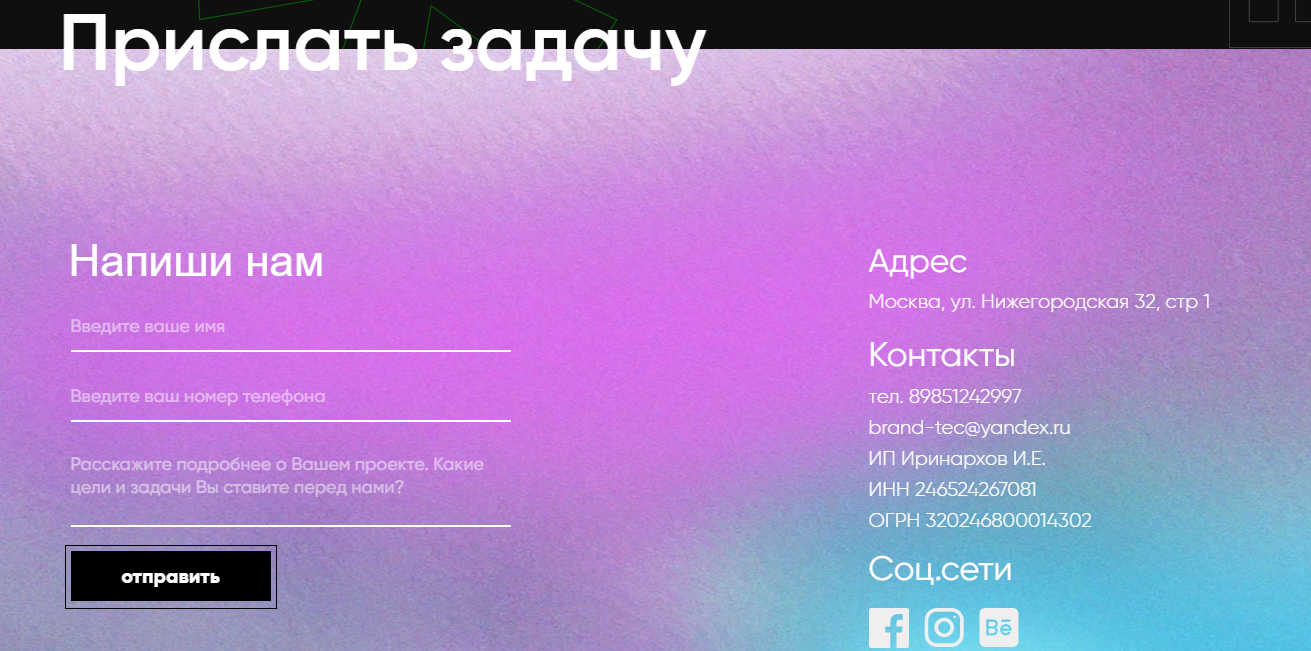 Прислать задачу
Напиши нам
Введите ваше имя
Введите ваш номер телефона
Расскажите подробнее о Вашем проекте. Какие
цели и задачи Вы ставите перед нами?
отправить
Адрес
Москва, ул. Нижегородская 32, стр 1
Контакты
тел. 89851242997
brand-tec@yandex.ru
ИП Иринархов И.Е.
ИНН 246524267081
ОГРН 320246800014302
Соц.сети
Bē